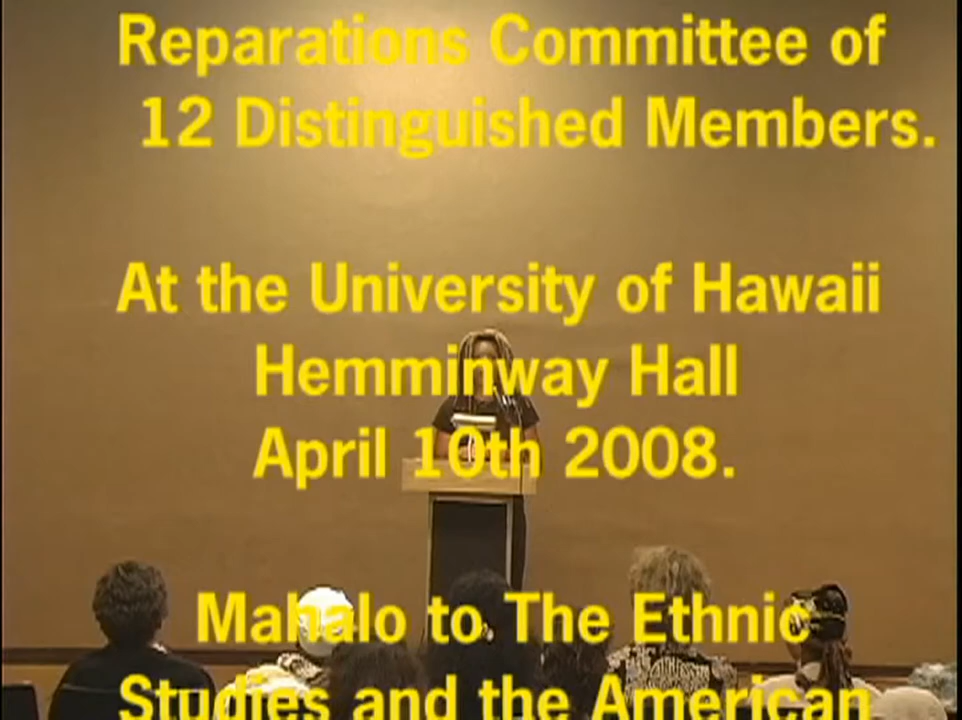 Reparations Committee of
12 Distinguished Members.
At the University of Hawaii
Hemminway Hall
April 10th 2008.
Mahalo to The Ethnic
Studies and the American